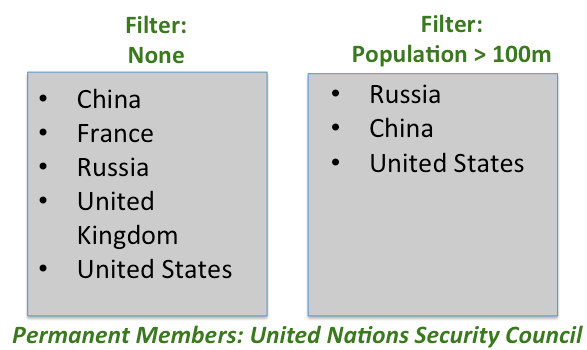 Filter:
None
• China
• France
• Russia
• United
Kingdom
• United States
Filter:
Population > 100m
• Russia
• China
• United States
Permanent Members: United Nations Security Council